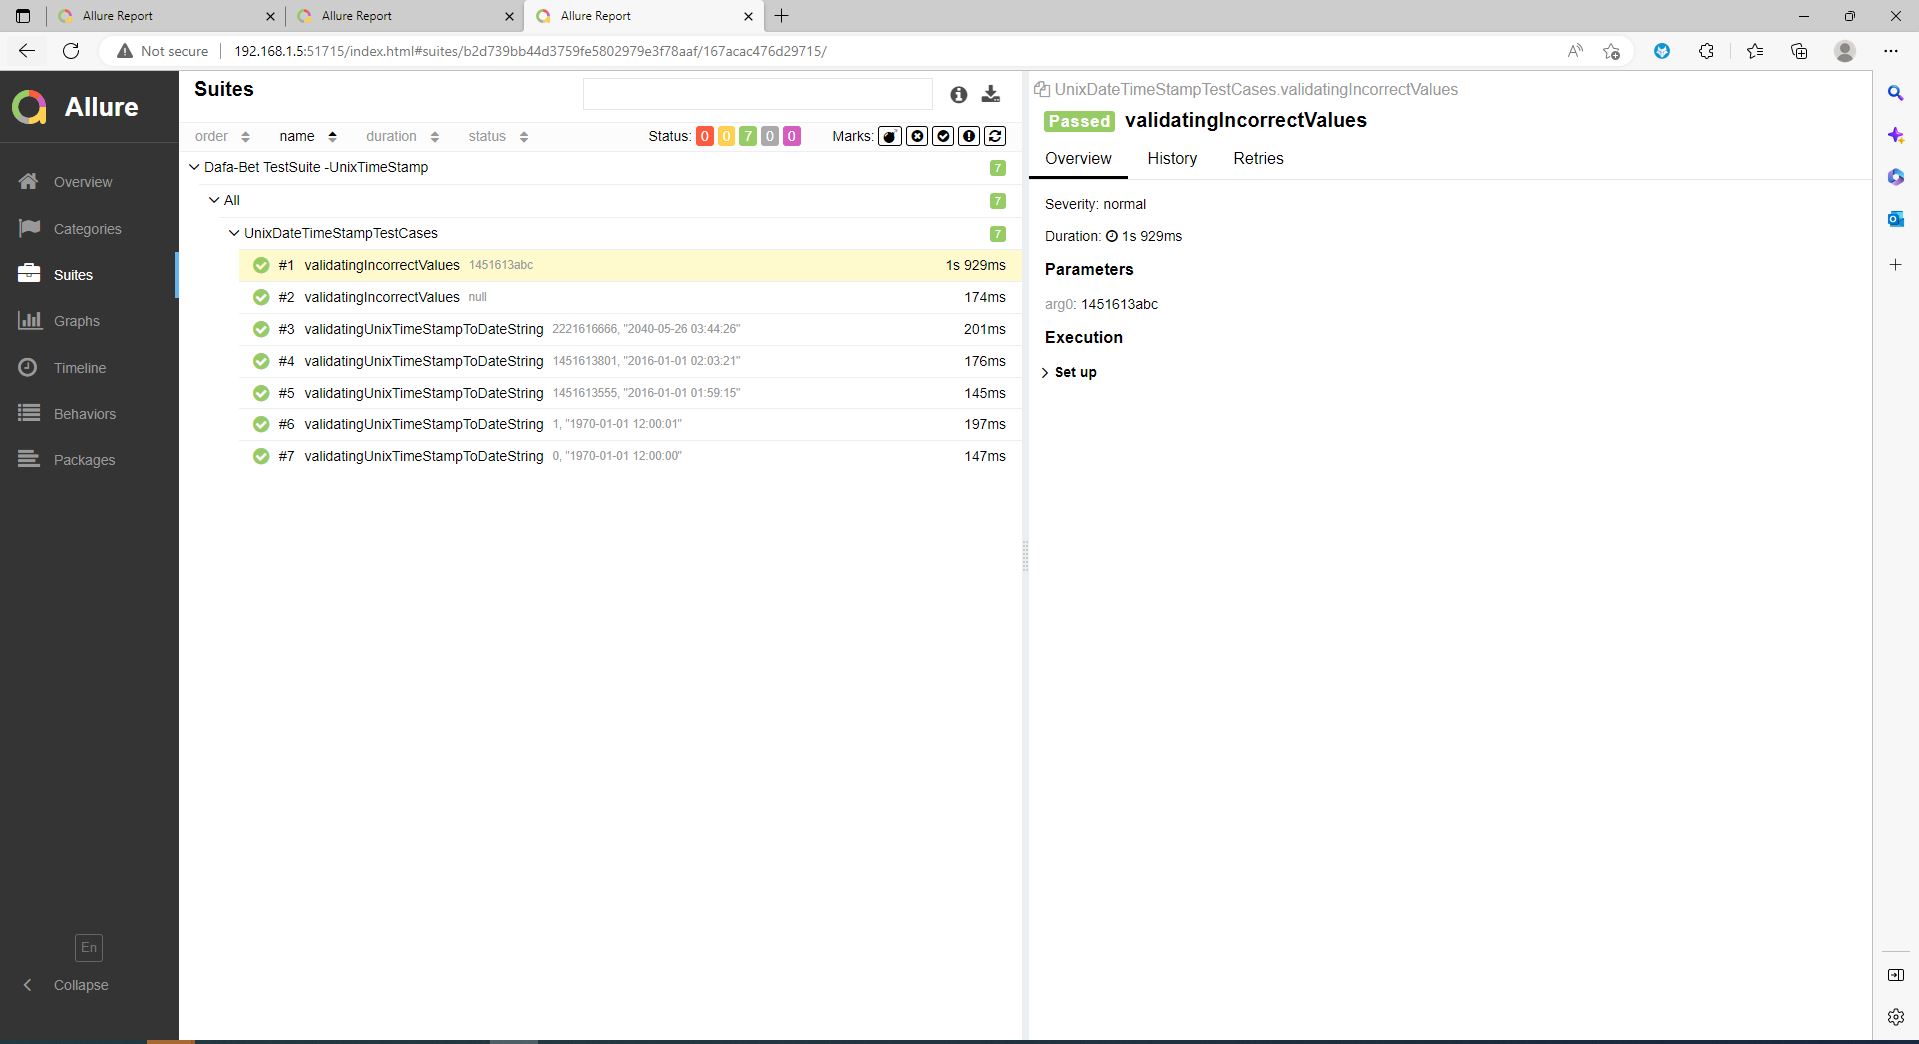 Allure Report
Allure Report
Allure Report
Not secure
192.168.1.5:51715/index.html#suites/b2d739bb44d3759fe5802979e3f78aaf/167acac476d29715/
Allure
Overview
Categories
Suites
Graphs
Timeline
Behaviors
Packages
En
Collapse
Suites
order name duration status Status: 0 0 7 0 0 Marks:
Dafa-Bet TestSuite -UnixTimeStamp 7
All 7
UnixDateTimeStampTestCases 7
#1 validatingIncorrectValues 1451613abc 1s 929ms
#2 validatingIncorrectValues null 174ms
#3 validatingUnixTimeStampToDateString 2221616666, "2040-05-26 03:44:26" 201ms
#4 validatingUnixTimeStampToDateString 1451613801, "2016-01-01 02:03:21" 176ms
#5 validatingUnixTimeStampToDateString 1451613555, "2016-01-01 01:59:15" 145ms
#6 validatingUnixTimeStampToDateString 1, "1970-01-01 12:00:01" 197ms
#7 validatingUnixTimeStampToDateString 0, "1970-01-01 12:00:00" 147ms
UnixDateTimeStampTestCases.validatingIncorrectValues
Passed validatingIncorrectValues
Overview History Retries
Severity: normal
Duration: 1s 929ms
Parameters
arg0: 1451613abc
Execution
Set up